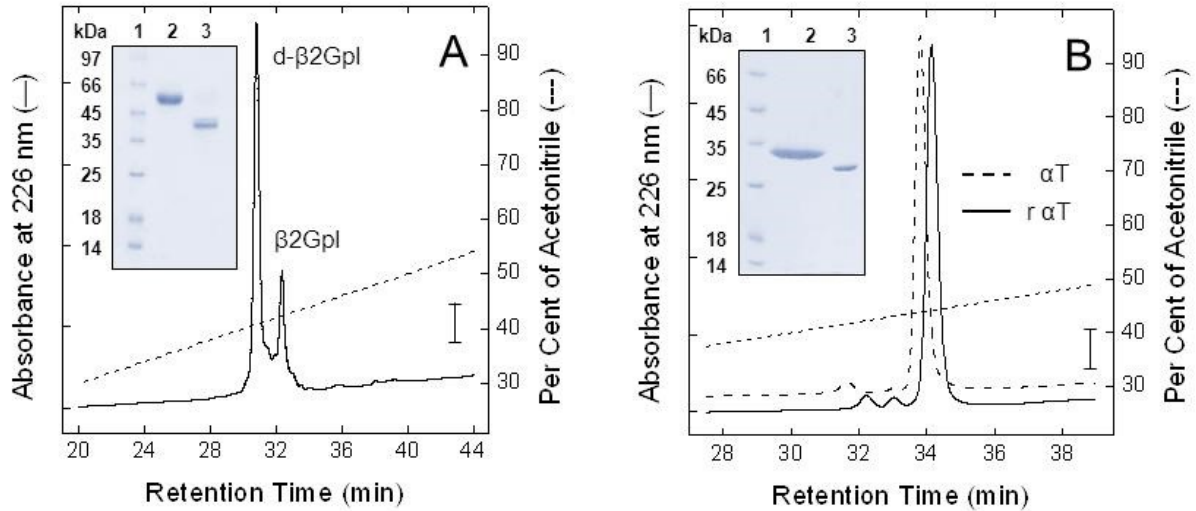 A
kDa 1 2 3
97
66
45
35
25
18
14
d-β2GpI
β2GpI
90
80
70
60
50
40
30
20 24 28 32 36 40 44
Absorbance at 226 nm (—)
Per Cent of Acetonitrile (---)
Retention Time (min)
B
kDa 1 2 3
66
45
35
25
18
14
αT
r αT
90
80
70
60
50
40
30
28 30 32 34 36 38
Absorbance at 226 nm (—)
Per Cent of Acetonitrile (---)
Retention Time (min)